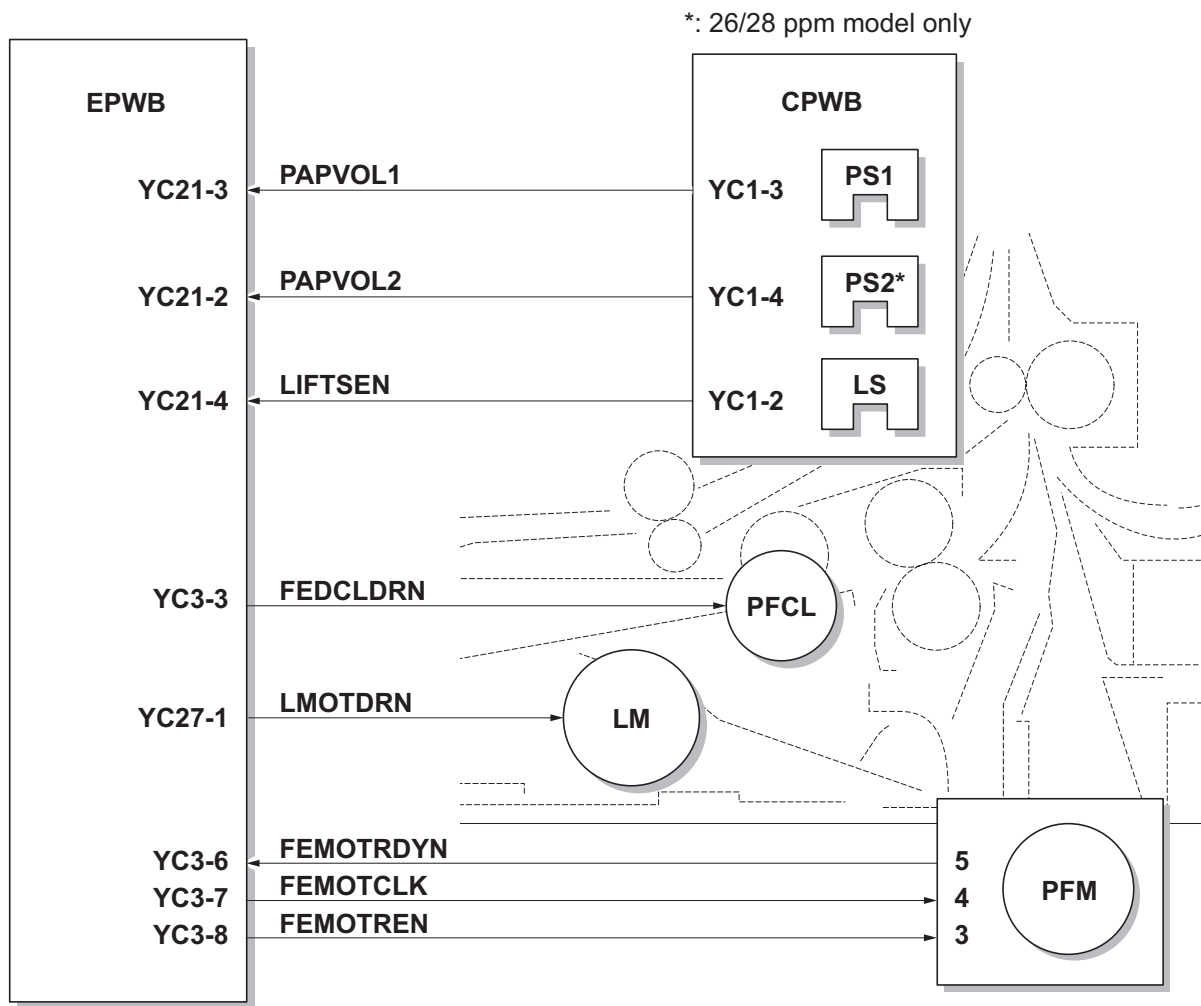 *: 26/28 ppm model only
EPWB
CPWB
YC21-3
PAPVOL1
YC1-3
PS1
YC21-2
PAPVOL2
YC1-4
PS2*
YC21-4
LIFTSEN
YC1-2
LS
YC3-3
FEDCLDRN
PFCL
YC27-1
LMOTDRN
LM
YC3-6
FEMOTRDYN
5
YC3-7
FEMOTCLK
4
PFM
YC3-8
FEMOTREN
3